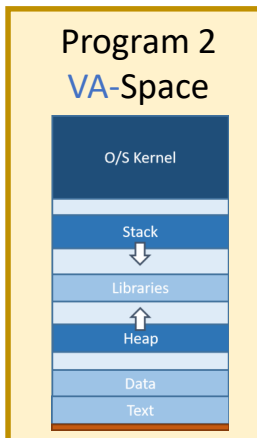 Program 2
VA-Space
O/S Kernel
Stack
Libraries
Heap
Data
Text